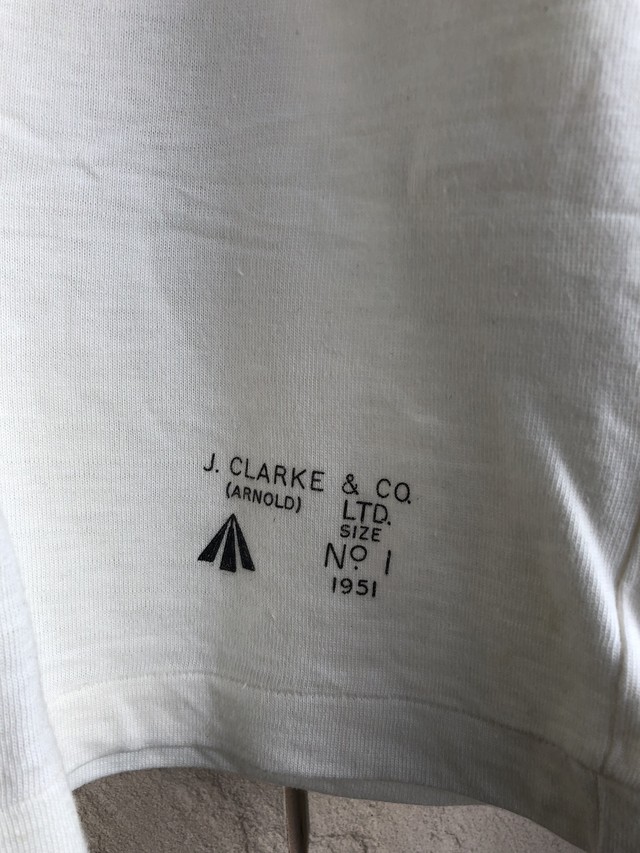 J. CLARKE & CO.
(ARNOLD) LTD.
SIZE
Nº 1
1951